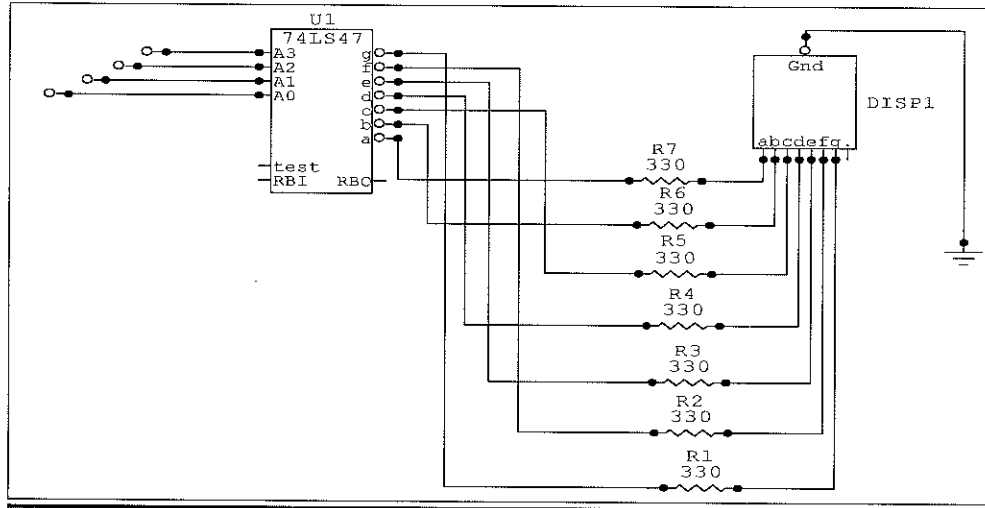 U1
74LS47
A3
A2
A1
A0
g
f
e
d
c
b
a
test
RBI RBO
Gnd
DISP1
abcdefg.
R7
330
R6
330
R5
330
R4
330
R3
330
R2
330
R1
330